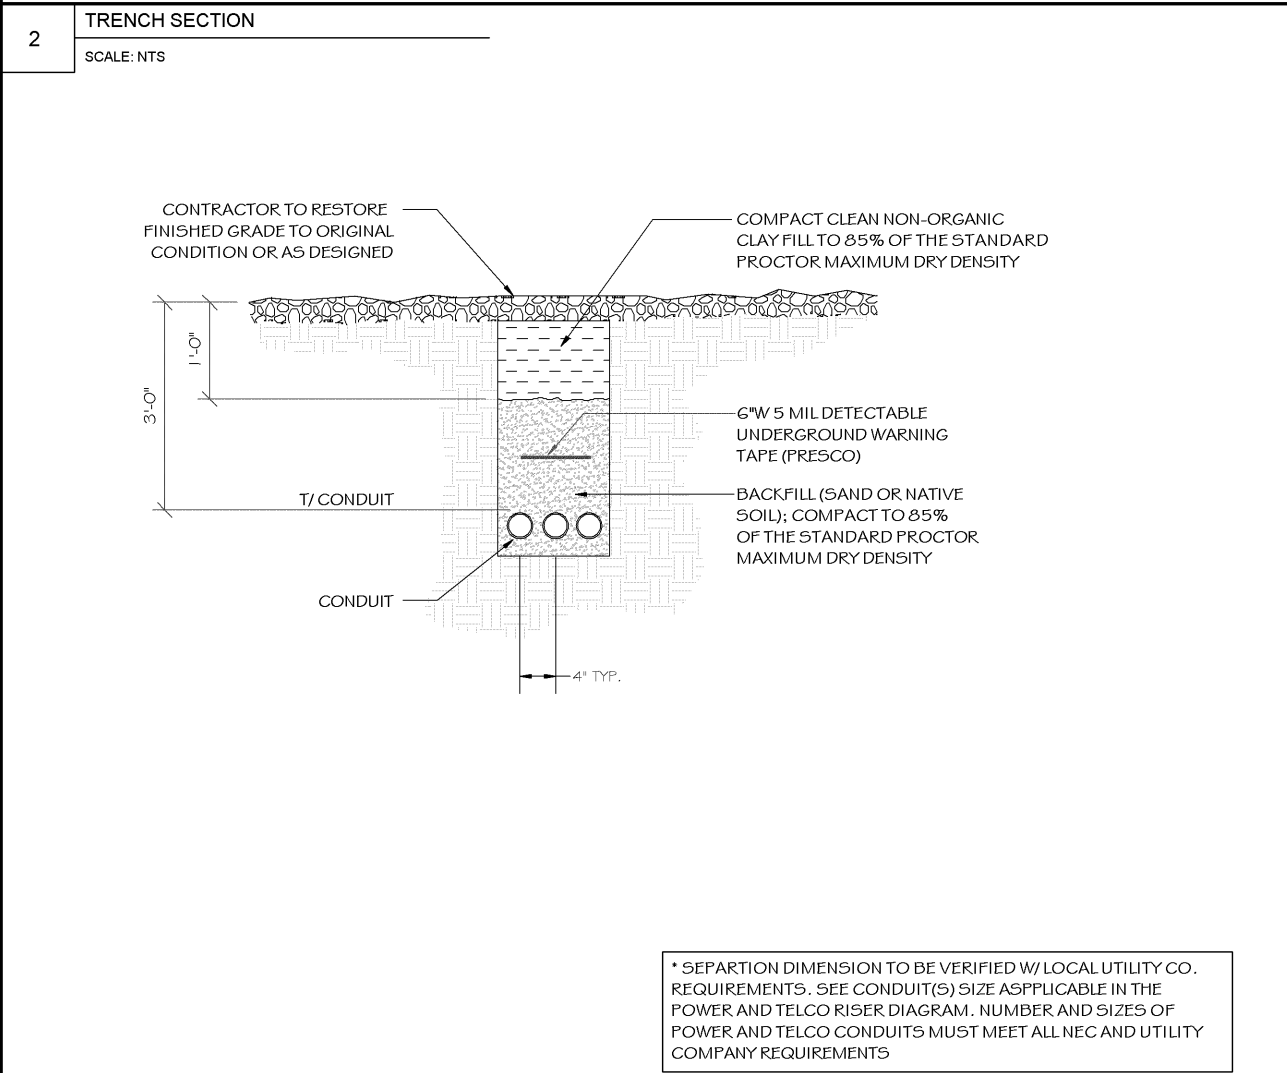 2
TRENCH SECTION
SCALE: NTS
CONTRACTOR TO RESTORE
FINISHED GRADE TO ORIGINAL
CONDITION OR AS DESIGNED
COMPACT CLEAN NON-ORGANIC
CLAY FILL TO 85% OF THE STANDARD
PROCTOR MAXIMUM DRY DENSITY
1'-0"
3'-0"
6"W 5 MIL DETECTABLE
UNDERGROUND WARNING
TAPE (PRESCO)
T/ CONDUIT
BACKFILL (SAND OR NATIVE
SOIL); COMPACT TO 85%
OF THE STANDARD PROCTOR
MAXIMUM DRY DENSITY
CONDUIT
4" TYP.
* SEPARTION DIMENSION TO BE VERIFIED W/ LOCAL UTILITY CO.
REQUIREMENTS. SEE CONDUIT(S) SIZE ASPPLICABLE IN THE
POWER AND TELCO RISER DIAGRAM. NUMBER AND SIZES OF
POWER AND TELCO CONDUITS MUST MEET ALL NEC AND UTILITY
COMPANY REQUIREMENTS